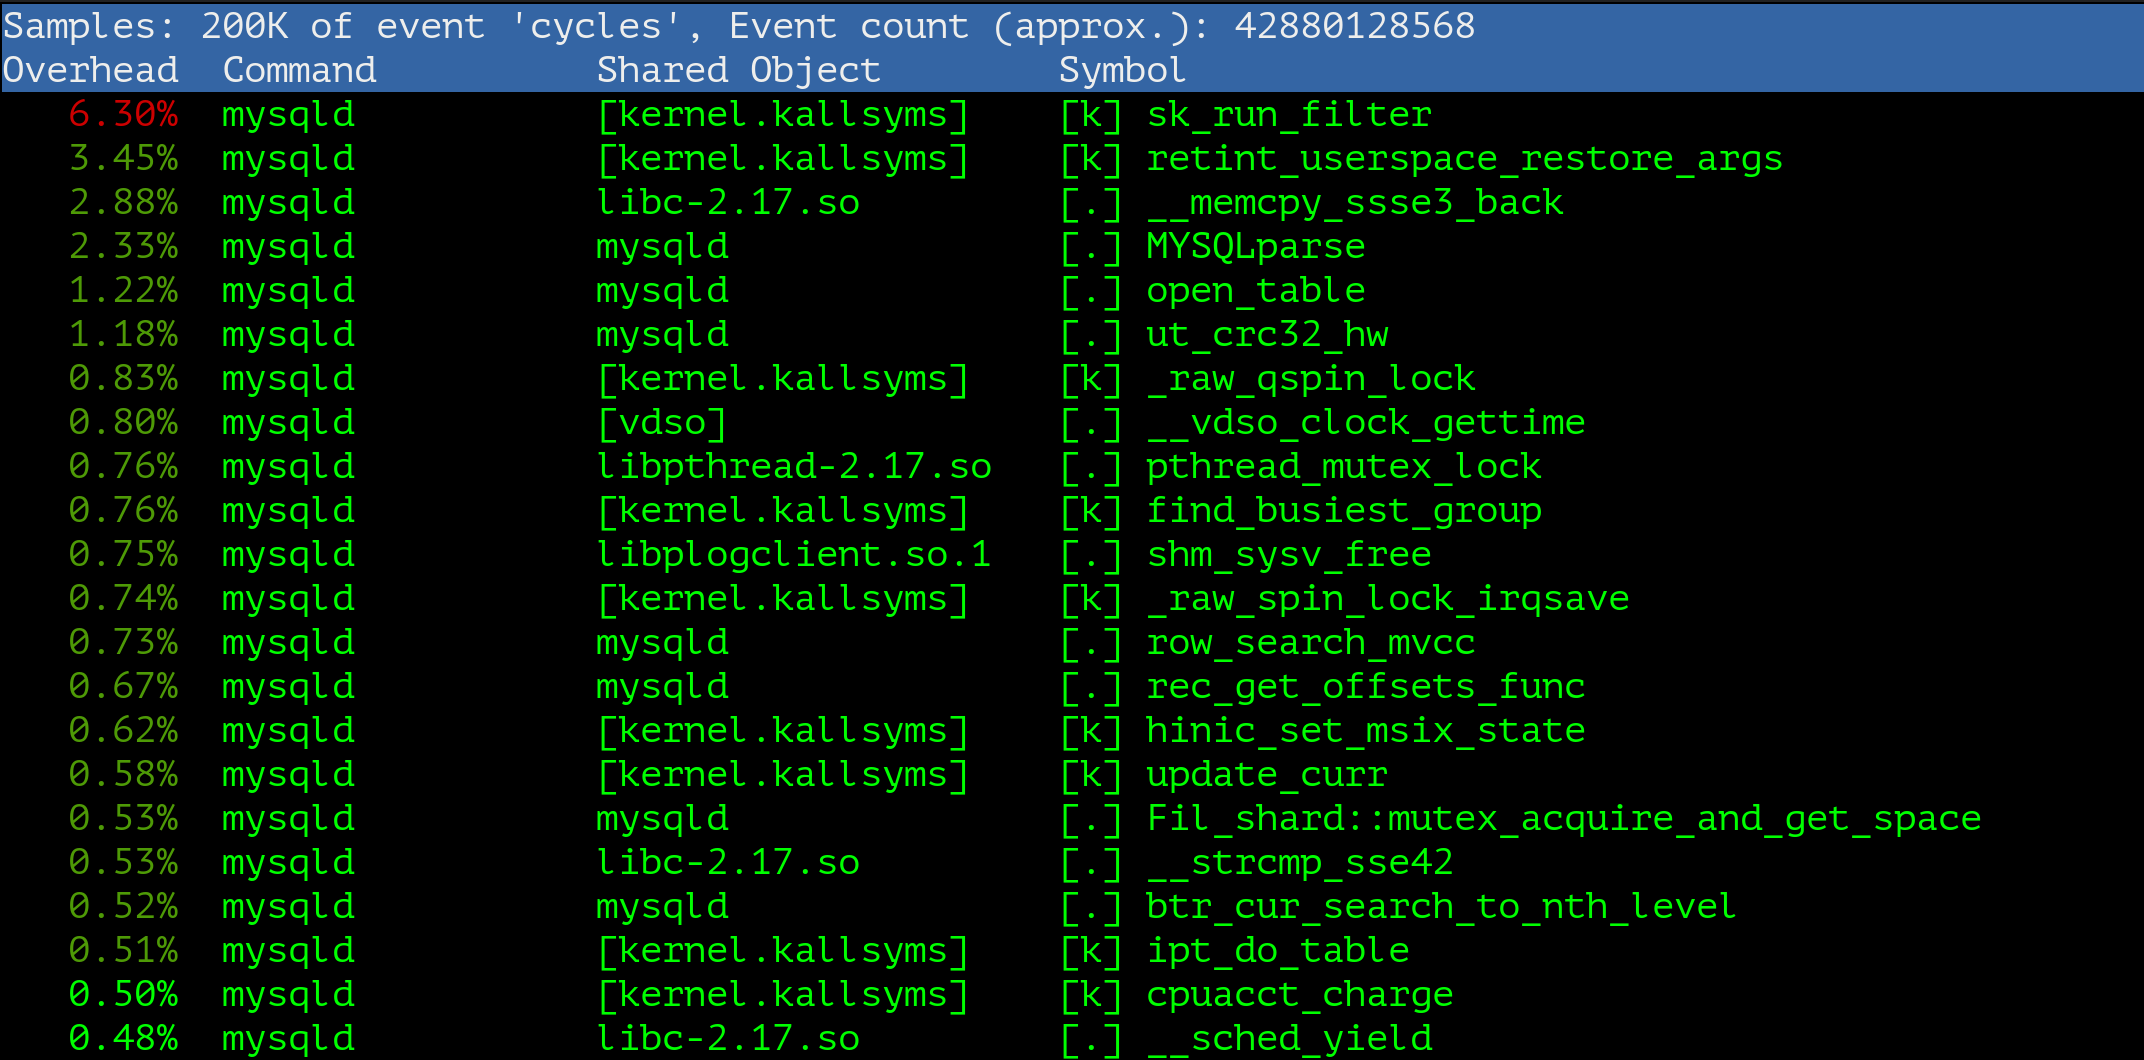 Samples: 200K of event 'cycles', Event count (approx.): 42880128568
Overhead  Command          Shared Object        Symbol
   6.30%  mysqld           [kernel.kallsyms]    [k] sk_run_filter
   3.45%  mysqld           [kernel.kallsyms]    [k] retint_userspace_restore_args
   2.88%  mysqld           libc-2.17.so         [.] __memcpy_ssse3_back
   2.33%  mysqld           mysqld               [.] MYSQLparse
   1.22%  mysqld           mysqld               [.] open_table
   1.18%  mysqld           mysqld               [.] ut_crc32_hw
   0.83%  mysqld           [kernel.kallsyms]    [k] _raw_qspin_lock
   0.80%  mysqld           [vdso]               [.] __vdso_clock_gettime
   0.76%  mysqld           libpthread-2.17.so   [.] pthread_mutex_lock
   0.76%  mysqld           [kernel.kallsyms]    [k] find_busiest_group
   0.75%  mysqld           libplogclient.so.1   [.] shm_sysv_free
   0.74%  mysqld           [kernel.kallsyms]    [k] _raw_spin_lock_irqsave
   0.73%  mysqld           mysqld               [.] row_search_mvcc
   0.67%  mysqld           mysqld               [.] rec_get_offsets_func
   0.62%  mysqld           [kernel.kallsyms]    [k] hinic_set_msix_state
   0.58%  mysqld           [kernel.kallsyms]    [k] update_curr
   0.53%  mysqld           mysqld               [.] Fil_shard::mutex_acquire_and_get_space
   0.53%  mysqld           libc-2.17.so         [.] __strcmp_sse42
   0.52%  mysqld           mysqld               [.] btr_cur_search_to_nth_level
   0.51%  mysqld           [kernel.kallsyms]    [k] ipt_do_table
   0.50%  mysqld           [kernel.kallsyms]    [k] cpuacct_charge
   0.48%  mysqld           libc-2.17.so         [.] __sched_yield